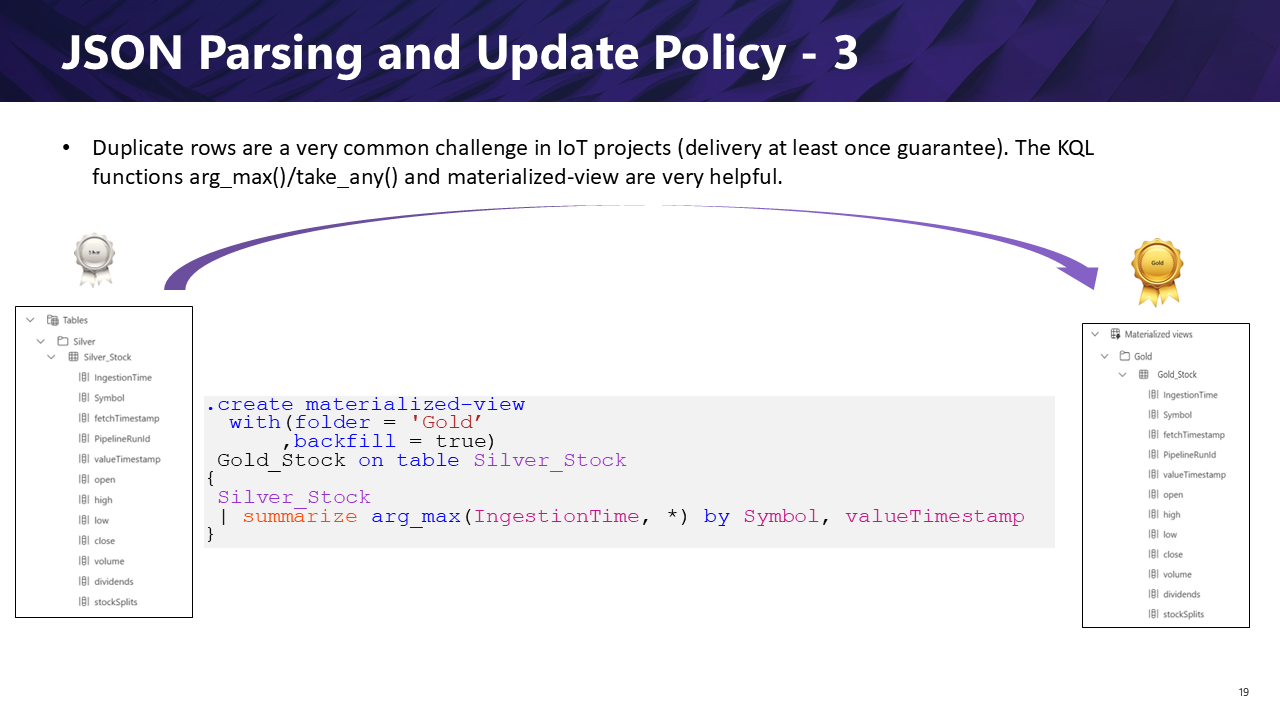 JSON Parsing and Update Policy - 3
• Duplicate rows are a very common challenge in IoT projects (delivery at least once guarantee). The KQL
functions arg_max()/take_any() and materialized-view are very helpful.
Gold
Tables
Silver
Silver_Stock
IngestionTime
Symbol
fetchTimestamp
PipelineRunId
valueTimestamp
open
high
low
close
volume
dividends
stockSplits
.create materialized-view
with(folder = 'Gold’
,backfill = true)
Gold_Stock on table Silver_Stock
{
Silver_Stock
| summarize arg_max(IngestionTime, *) by Symbol, valueTimestamp
}
Materialized views
Gold
Gold_Stock
IngestionTime
Symbol
fetchTimestamp
PipelineRunId
valueTimestamp
open
high
low
close
volume
dividends
stockSplits
19